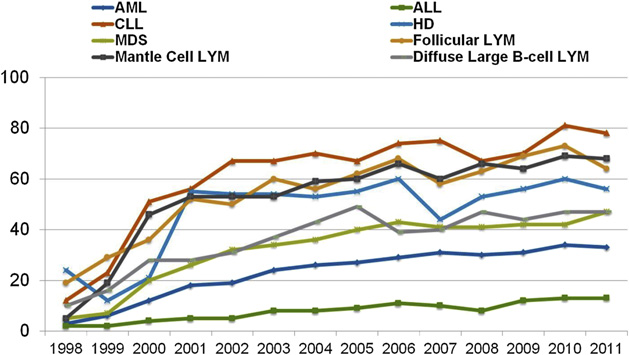 AML ALL
CLL HD
MDS Follicular LYM
Mantle Cell LYM Diffuse Large B-cell LYM
100
80
60
40
20
0
1998 1999 2000 2001 2002 2003 2004 2005 2006 2007 2008 2009 2010 2011